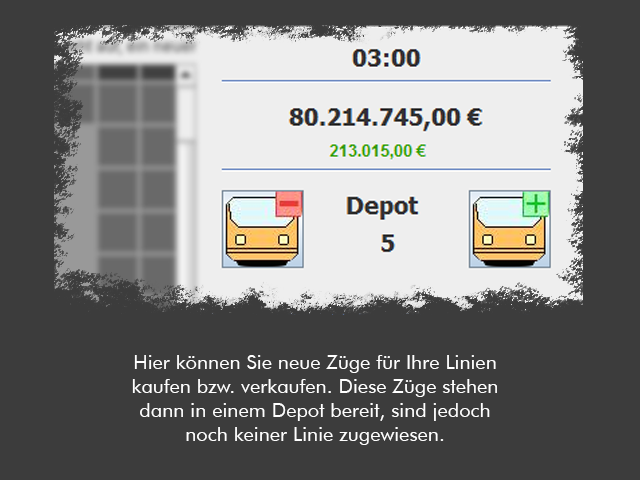 03:00
80.214.745,00 €
213.015,00 €
Depot
5
Hier können Sie neue Züge für Ihre Linien
kaufen bzw. verkaufen. Diese Züge stehen
dann in einem Depot bereit, sind jedoch
noch keiner Linie zugewiesen.